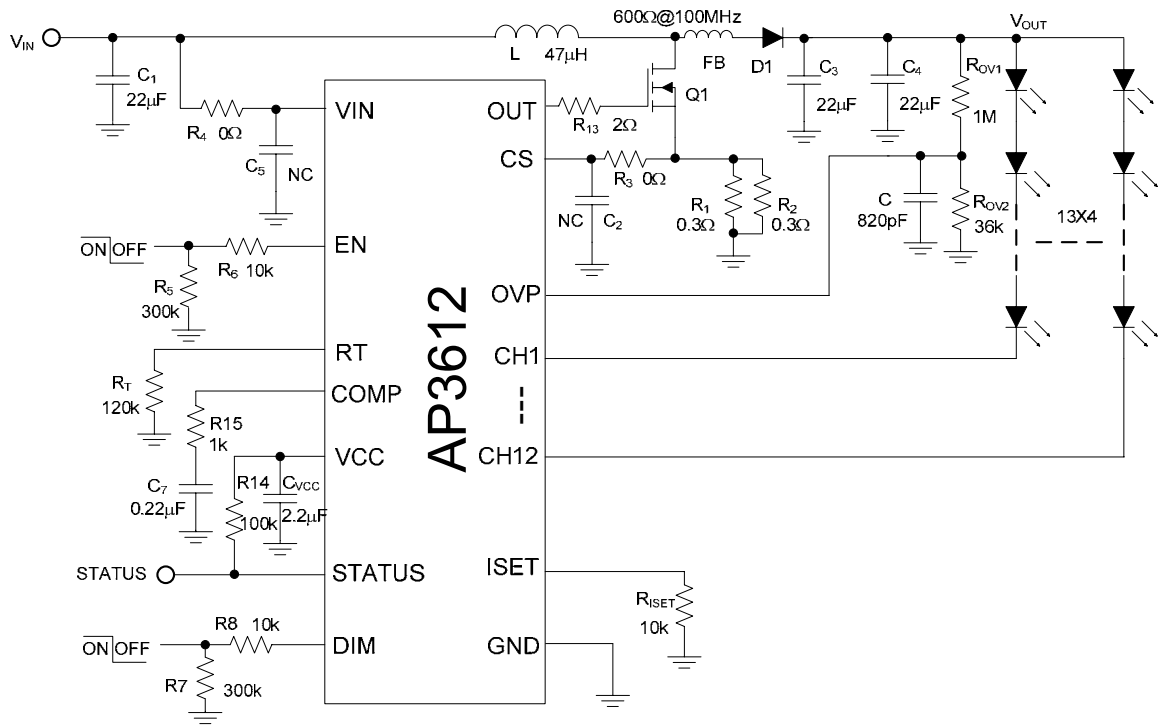 600Ω@100MHz
VIN
VOUT
L 47µH
FB
D1
C1
22µF
R4 0Ω
C5
NC
VIN
OUT
R13 2Ω
Q1
C3
22µF
C4
22µF
ROV1
1M
CS
R3 0Ω
NC C2
R1
0.3Ω
R2
0.3Ω
C
820pF
ROV2
36k
13X4
ON OFF
R6 10k
EN
R5
300k
OVP
RT
RT
120k
COMP
R15
1k
CH1
AP3612
CH12
VCC
C7
0.22µF
R14
100k
CVCC
2.2µF
STATUS
STATUS
ISET
RISET
10k
ON OFF
R8 10k
DIM
R7
300k
GND